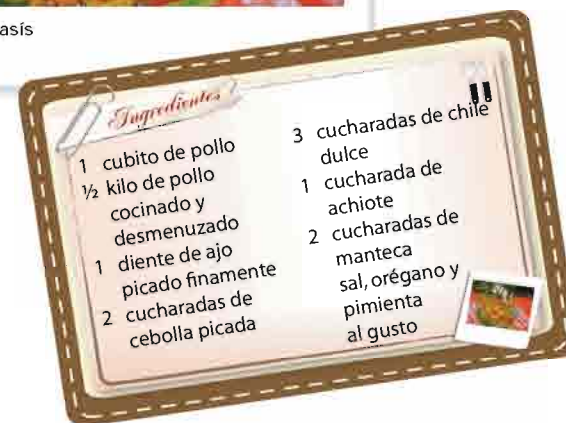 asís
Ingredientes
1 cubito de pollo
½ kilo de pollo
cocinado y
desmenuzado
1 diente de ajo
picado finamente
2 cucharadas de
cebolla picada
3 cucharadas de chile
dulce
1 cucharada de
achiote
2 cucharadas de
manteca
sal, orégano y
pimienta
al gusto